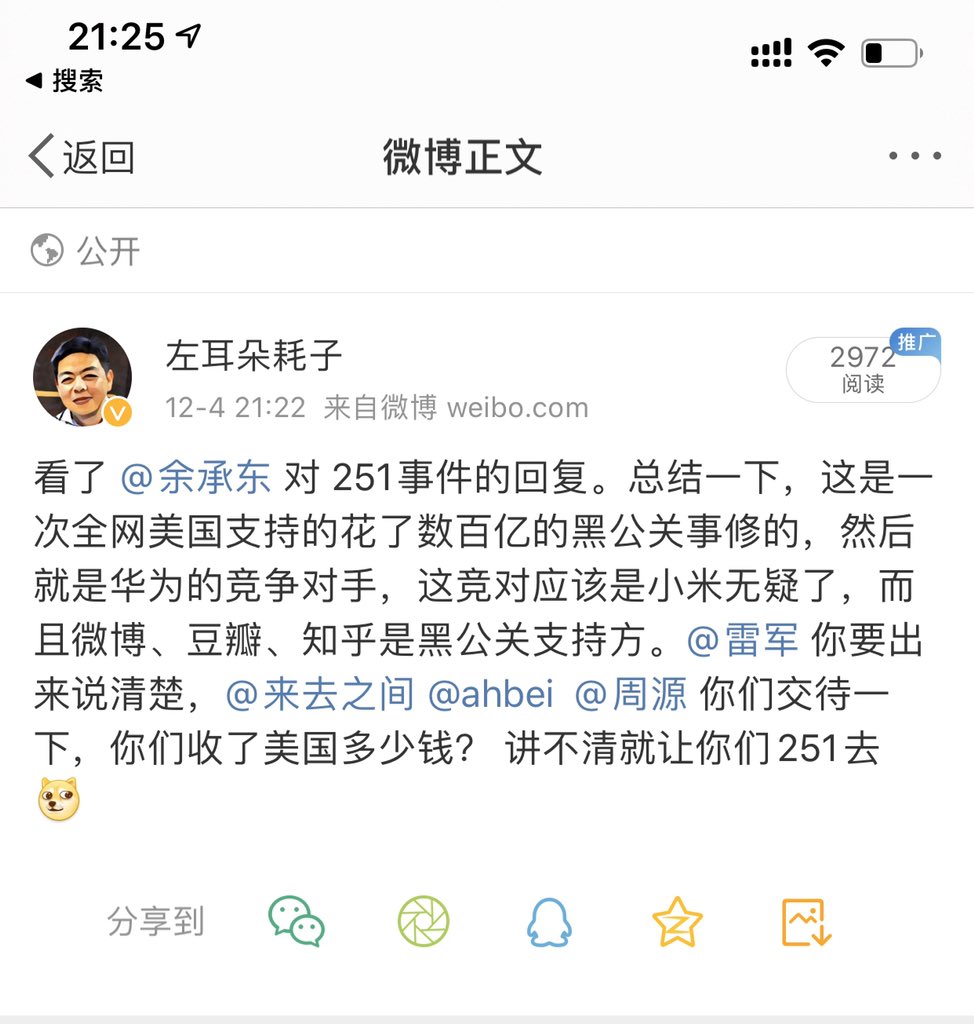 21:25
搜索
返回
微博正文
公开
左耳朵耗子
2972
推广
阅读
12-4 21:22 来自微博 weibo.com
看了 @余承东 对 251事件的回复。总结一下，这是一
次全网美国支持的花了数百亿的黑公关事修的，然后
就是华为的竞争对手，这竞对应该是小米无疑了，而
且微博、豆瓣、知乎是黑公关支持方。@雷军 你要出
来说清楚，@来去之间 @ahbei @周源 你们交待一
下，你们收了美国多少钱？ 讲不清就让你们251去
分享到